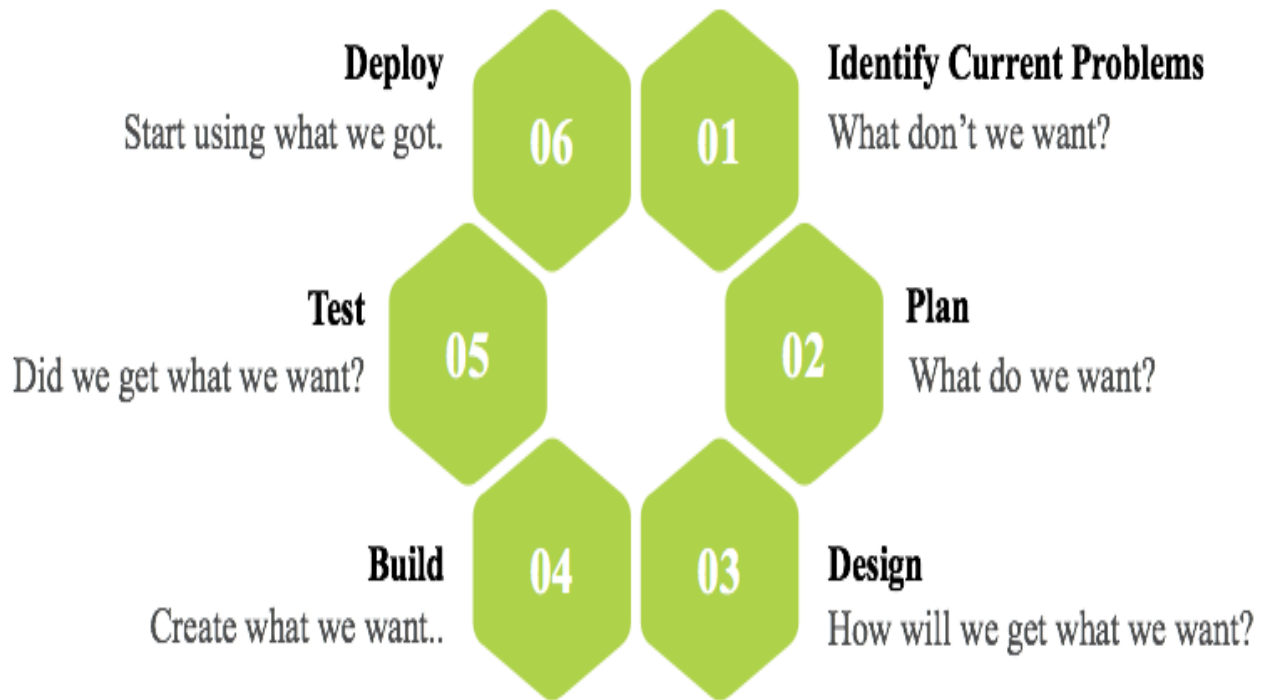 01
Identify Current Problems
What don’t we want?
02
Plan
What do we want?
03
Design
How will we get what we want?
04
Build
Create what we want..
05
Test
Did we get what we want?
06
Deploy
Start using what we got.